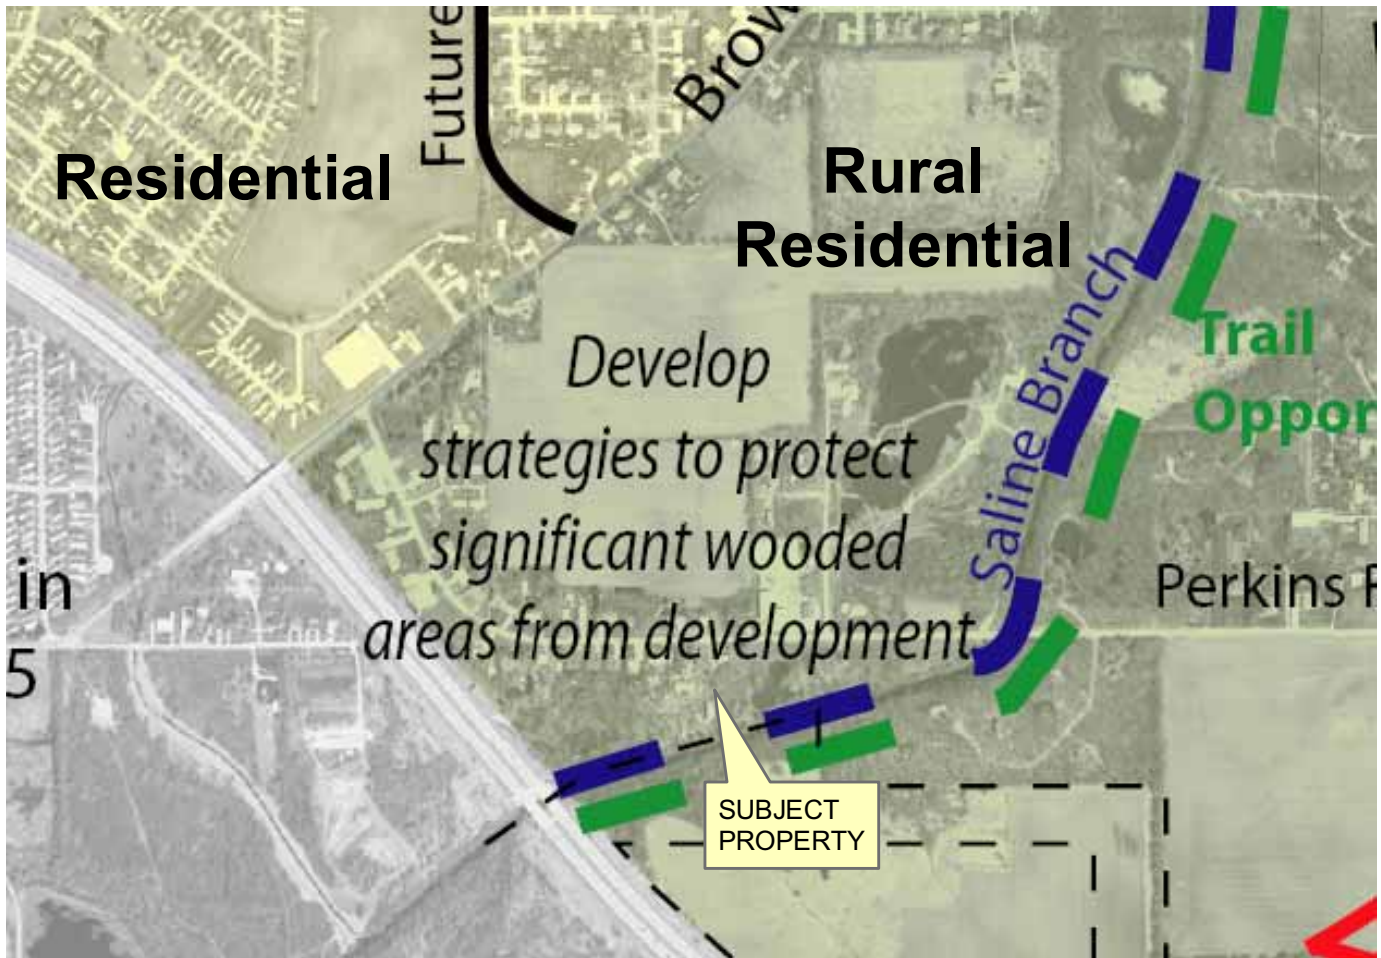 Future
Brow
Residential
Rural
Residential
Develop
strategies to protect
significant wooded
areas from development
Saline Branch
Trail
Oppor
in
5
Perkins F
SUBJECT
PROPERTY